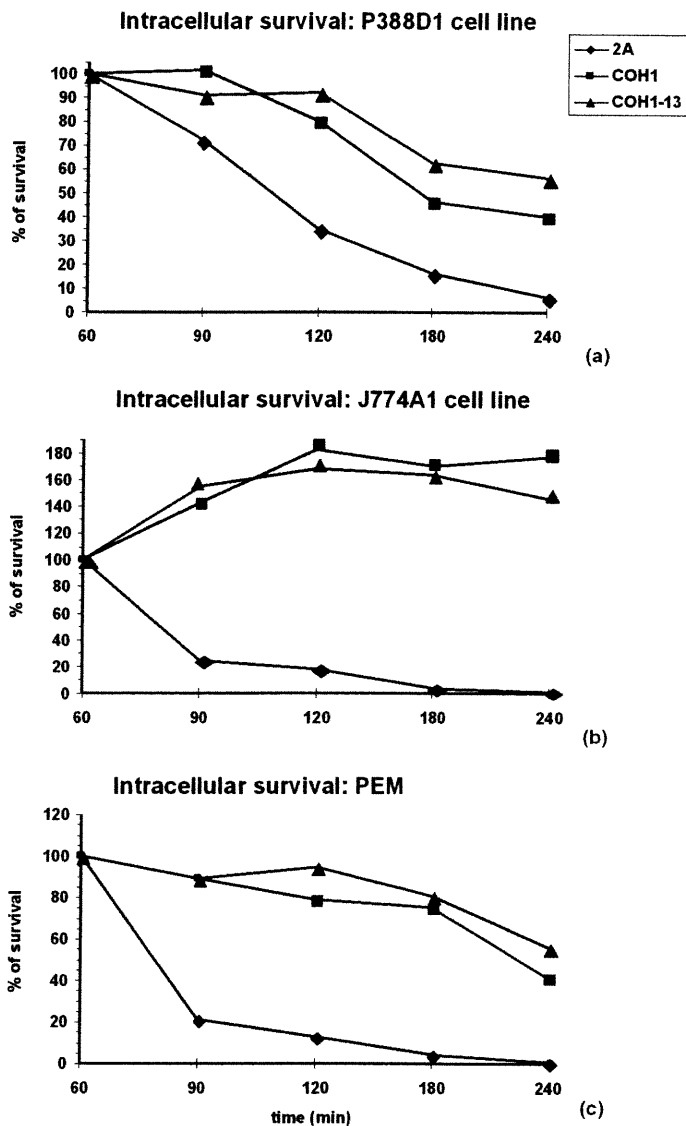 Intracellular survival: P388D1 cell line
2A
COH1
COH1-13
% of survival
100
90
80
70
60
50
40
30
20
10
0
60 90 120 180 240
(a)
Intracellular survival: J774A1 cell line
% of survival
180
160
140
120
100
80
60
40
20
0
60 90 120 180 240
(b)
Intracellular survival: PEM
% of survival
120
100
80
60
40
20
0
60 90 120 180 240
time (min)
(c)